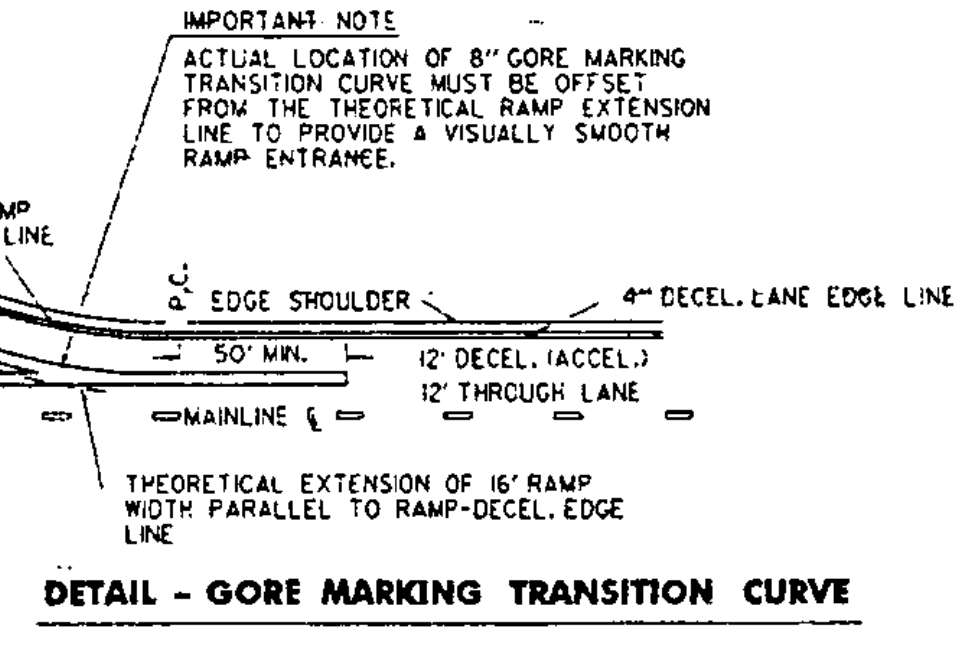 IMPORTANT NOTE
ACTUAL LOCATION OF 8" GORE MARKING
TRANSITION CURVE MUST BE OFFSET
FROM THE THEORETICAL RAMP EXTENSION
LINE TO PROVIDE A VISUALLY SMOOTH
RAMP ENTRANCE.
MP
LINE
P.C.
EDGE SHOULDER
4" DECEL. LANE EDGE LINE
50' MIN.
12' DECEL. (ACCEL.)
12' THROUGH LANE
MAINLINE ℄
THEORETICAL EXTENSION OF 16' RAMP
WIDTH PARALLEL TO RAMP-DECEL. EDGE
LINE
DETAIL - GORE MARKING TRANSITION CURVE